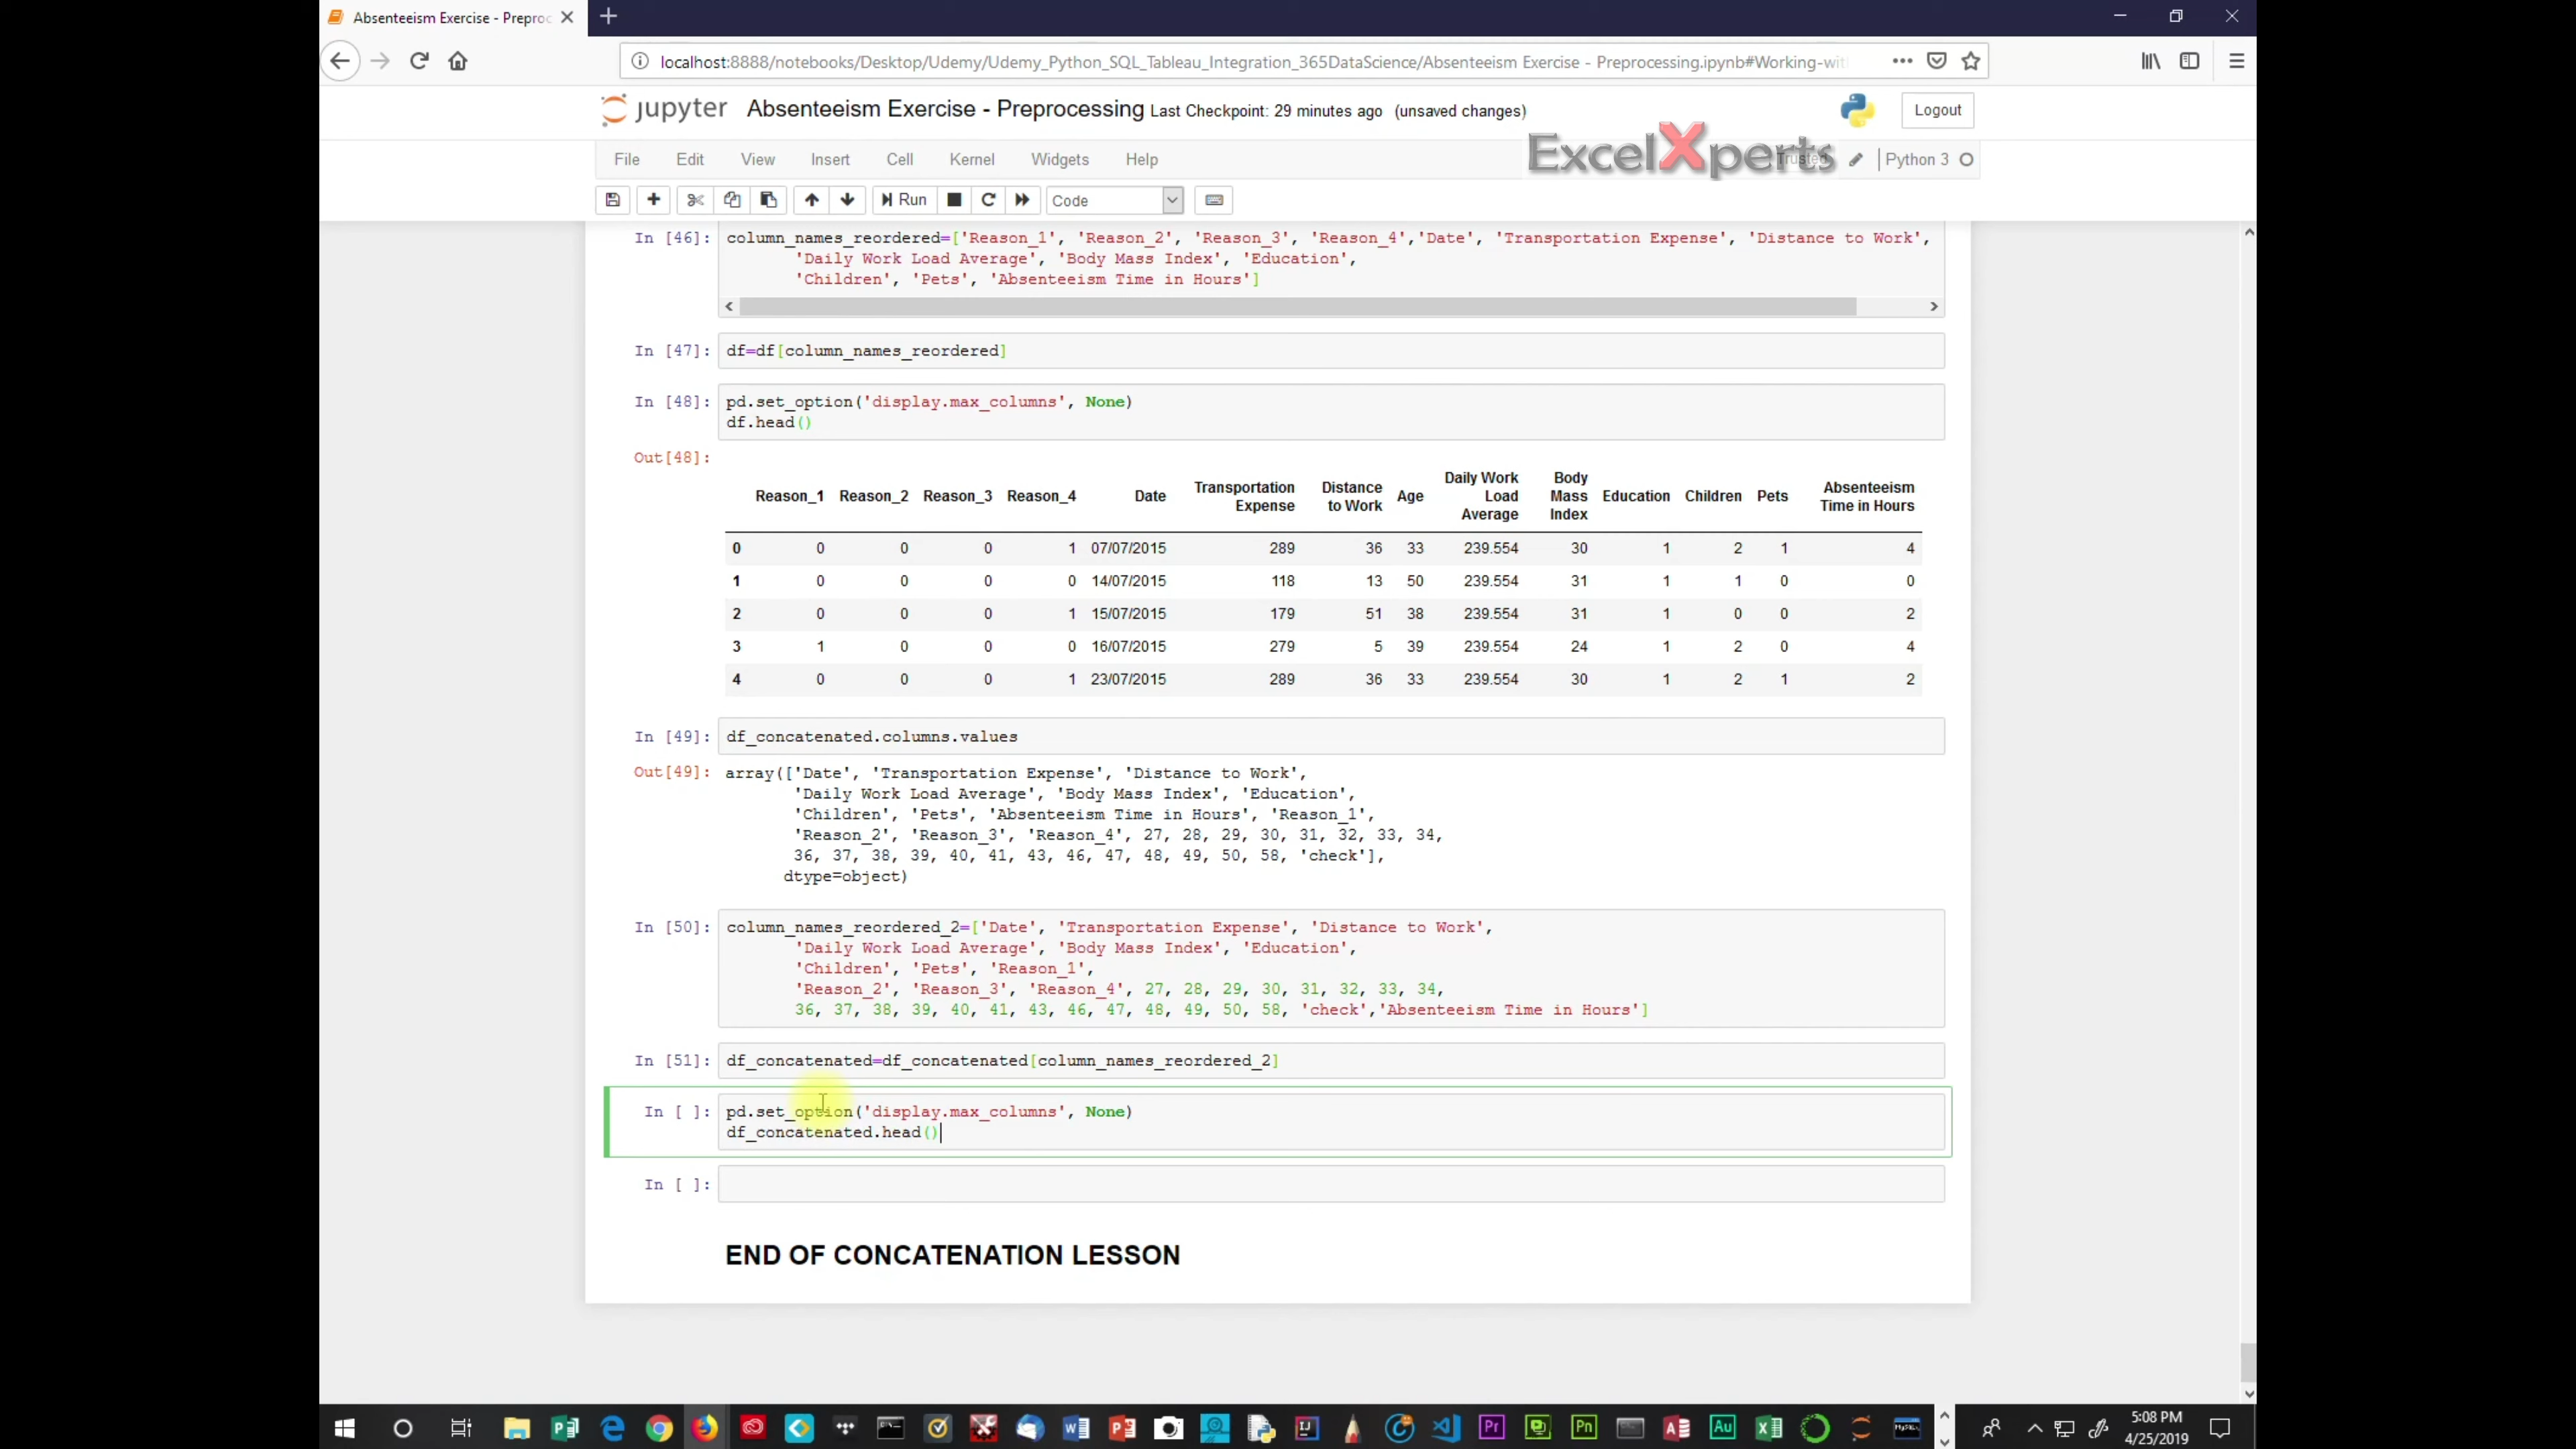 Absenteeism Exercise - Preproc
localhost:8888/notebooks/Desktop/Udemy/Udemy_Python_SQL_Tableau_Integration_365DataScience/Absenteeism Exercise - Preprocessing.ipynb#Working-wit
jupyter Absenteeism Exercise - Preprocessing Last Checkpoint: 29 minutes ago (unsaved changes) Logout
ExcelXperts
File Edit View Insert Cell Kernel Widgets Help Trusted Python 3
Run Code
In [46]: column_names_reordered=['Reason_1', 'Reason_2', 'Reason_3', 'Reason_4','Date', 'Transportation Expense', 'Distance to Work',
'Daily Work Load Average', 'Body Mass Index', 'Education',
'Children', 'Pets', 'Absenteeism Time in Hours']
In [47]: df=df[column_names_reordered]
In [48]: pd.set_option('display.max_columns', None)
df.head()
Out[48]:
Reason_1 Reason_2 Reason_3 Reason_4 Date Transportation Expense Distance to Work Age Daily Work Load Average Body Mass Index Education Children Pets Absenteeism Time in Hours
0 0 0 0 1 07/07/2015 289 36 33 239.554 30 1 2 1 4
1 0 0 0 0 14/07/2015 118 13 50 239.554 31 1 1 0 0
2 0 0 0 1 15/07/2015 179 51 38 239.554 31 1 0 0 2
3 1 0 0 0 16/07/2015 279 5 39 239.554 24 1 2 0 4
4 0 0 0 1 23/07/2015 289 36 33 239.554 30 1 2 1 2
In [49]: df_concatenated.columns.values
Out[49]: array(['Date', 'Transportation Expense', 'Distance to Work',
'Daily Work Load Average', 'Body Mass Index', 'Education',
'Children', 'Pets', 'Absenteeism Time in Hours', 'Reason_1',
'Reason_2', 'Reason_3', 'Reason_4', 27, 28, 29, 30, 31, 32, 33, 34,
36, 37, 38, 39, 40, 41, 43, 46, 47, 48, 49, 50, 58, 'check'],
dtype=object)
In [50]: column_names_reordered_2=['Date', 'Transportation Expense', 'Distance to Work',
'Daily Work Load Average', 'Body Mass Index', 'Education',
'Children', 'Pets', 'Reason_1',
'Reason_2', 'Reason_3', 'Reason_4', 27, 28, 29, 30, 31, 32, 33, 34,
36, 37, 38, 39, 40, 41, 43, 46, 47, 48, 49, 50, 58, 'check','Absenteeism Time in Hours']
In [51]: df_concatenated=df_concatenated[column_names_reordered_2]
In [ ]: pd.set_option('display.max_columns', None)
df_concatenated.head()
In [ ]:
END OF CONCATENATION LESSON
5:08 PM
4/25/2019